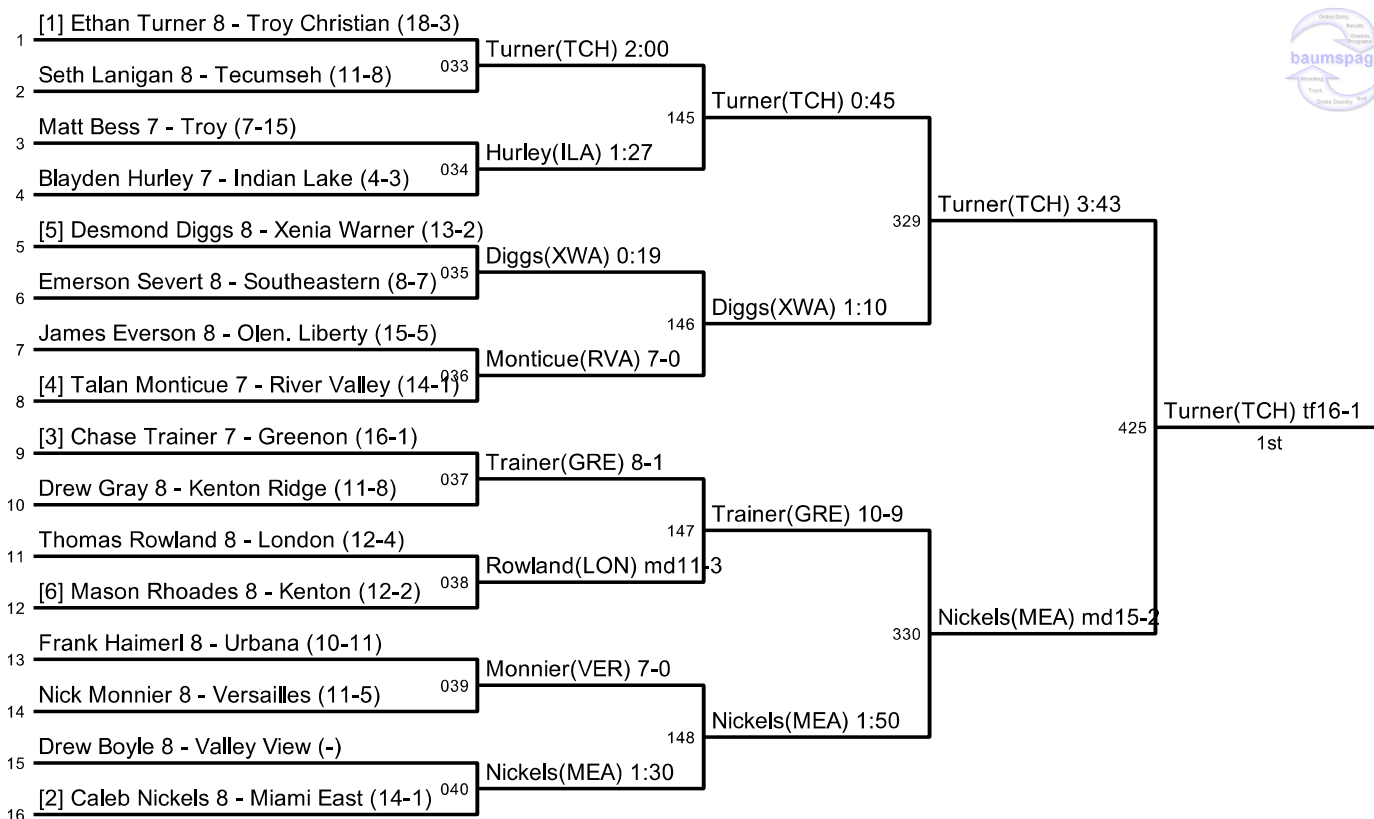 [1] Ethan Turner 8 - Troy Christian (18-3)
1
Seth Lanigan 8 - Tecumseh (11-8)
2
033
Turner(TCH) 2:00
Matt Bess 7 - Troy (7-15)
3
Blayden Hurley 7 - Indian Lake (4-3)
4
034
Hurley(ILA) 1:27
145
Turner(TCH) 0:45
[5] Desmond Diggs 8 - Xenia Warner (13-2)
5
Emerson Severt 8 - Southeastern (8-7)
6
035
Diggs(XWA) 0:19
James Everson 8 - Olen. Liberty (15-5)
7
[4] Talan Monticue 7 - River Valley (14-1)
8
036
Monticue(RVA) 7-0
146
Diggs(XWA) 1:10
329
Turner(TCH) 3:43
[3] Chase Trainer 7 - Greenon (16-1)
9
Drew Gray 8 - Kenton Ridge (11-8)
10
037
Trainer(GRE) 8-1
Thomas Rowland 8 - London (12-4)
11
[6] Mason Rhoades 8 - Kenton (12-2)
12
038
Rowland(LON) md11-3
147
Trainer(GRE) 10-9
Frank Haimerl 8 - Urbana (10-11)
13
Nick Monnier 8 - Versailles (11-5)
14
039
Monnier(VER) 7-0
Drew Boyle 8 - Valley View (-)
15
[2] Caleb Nickels 8 - Miami East (14-1)
16
040
Nickels(MEA) 1:30
148
Nickels(MEA) 1:50
330
Nickels(MEA) md15-2
425
Turner(TCH) tf16-1
1st
baumspag